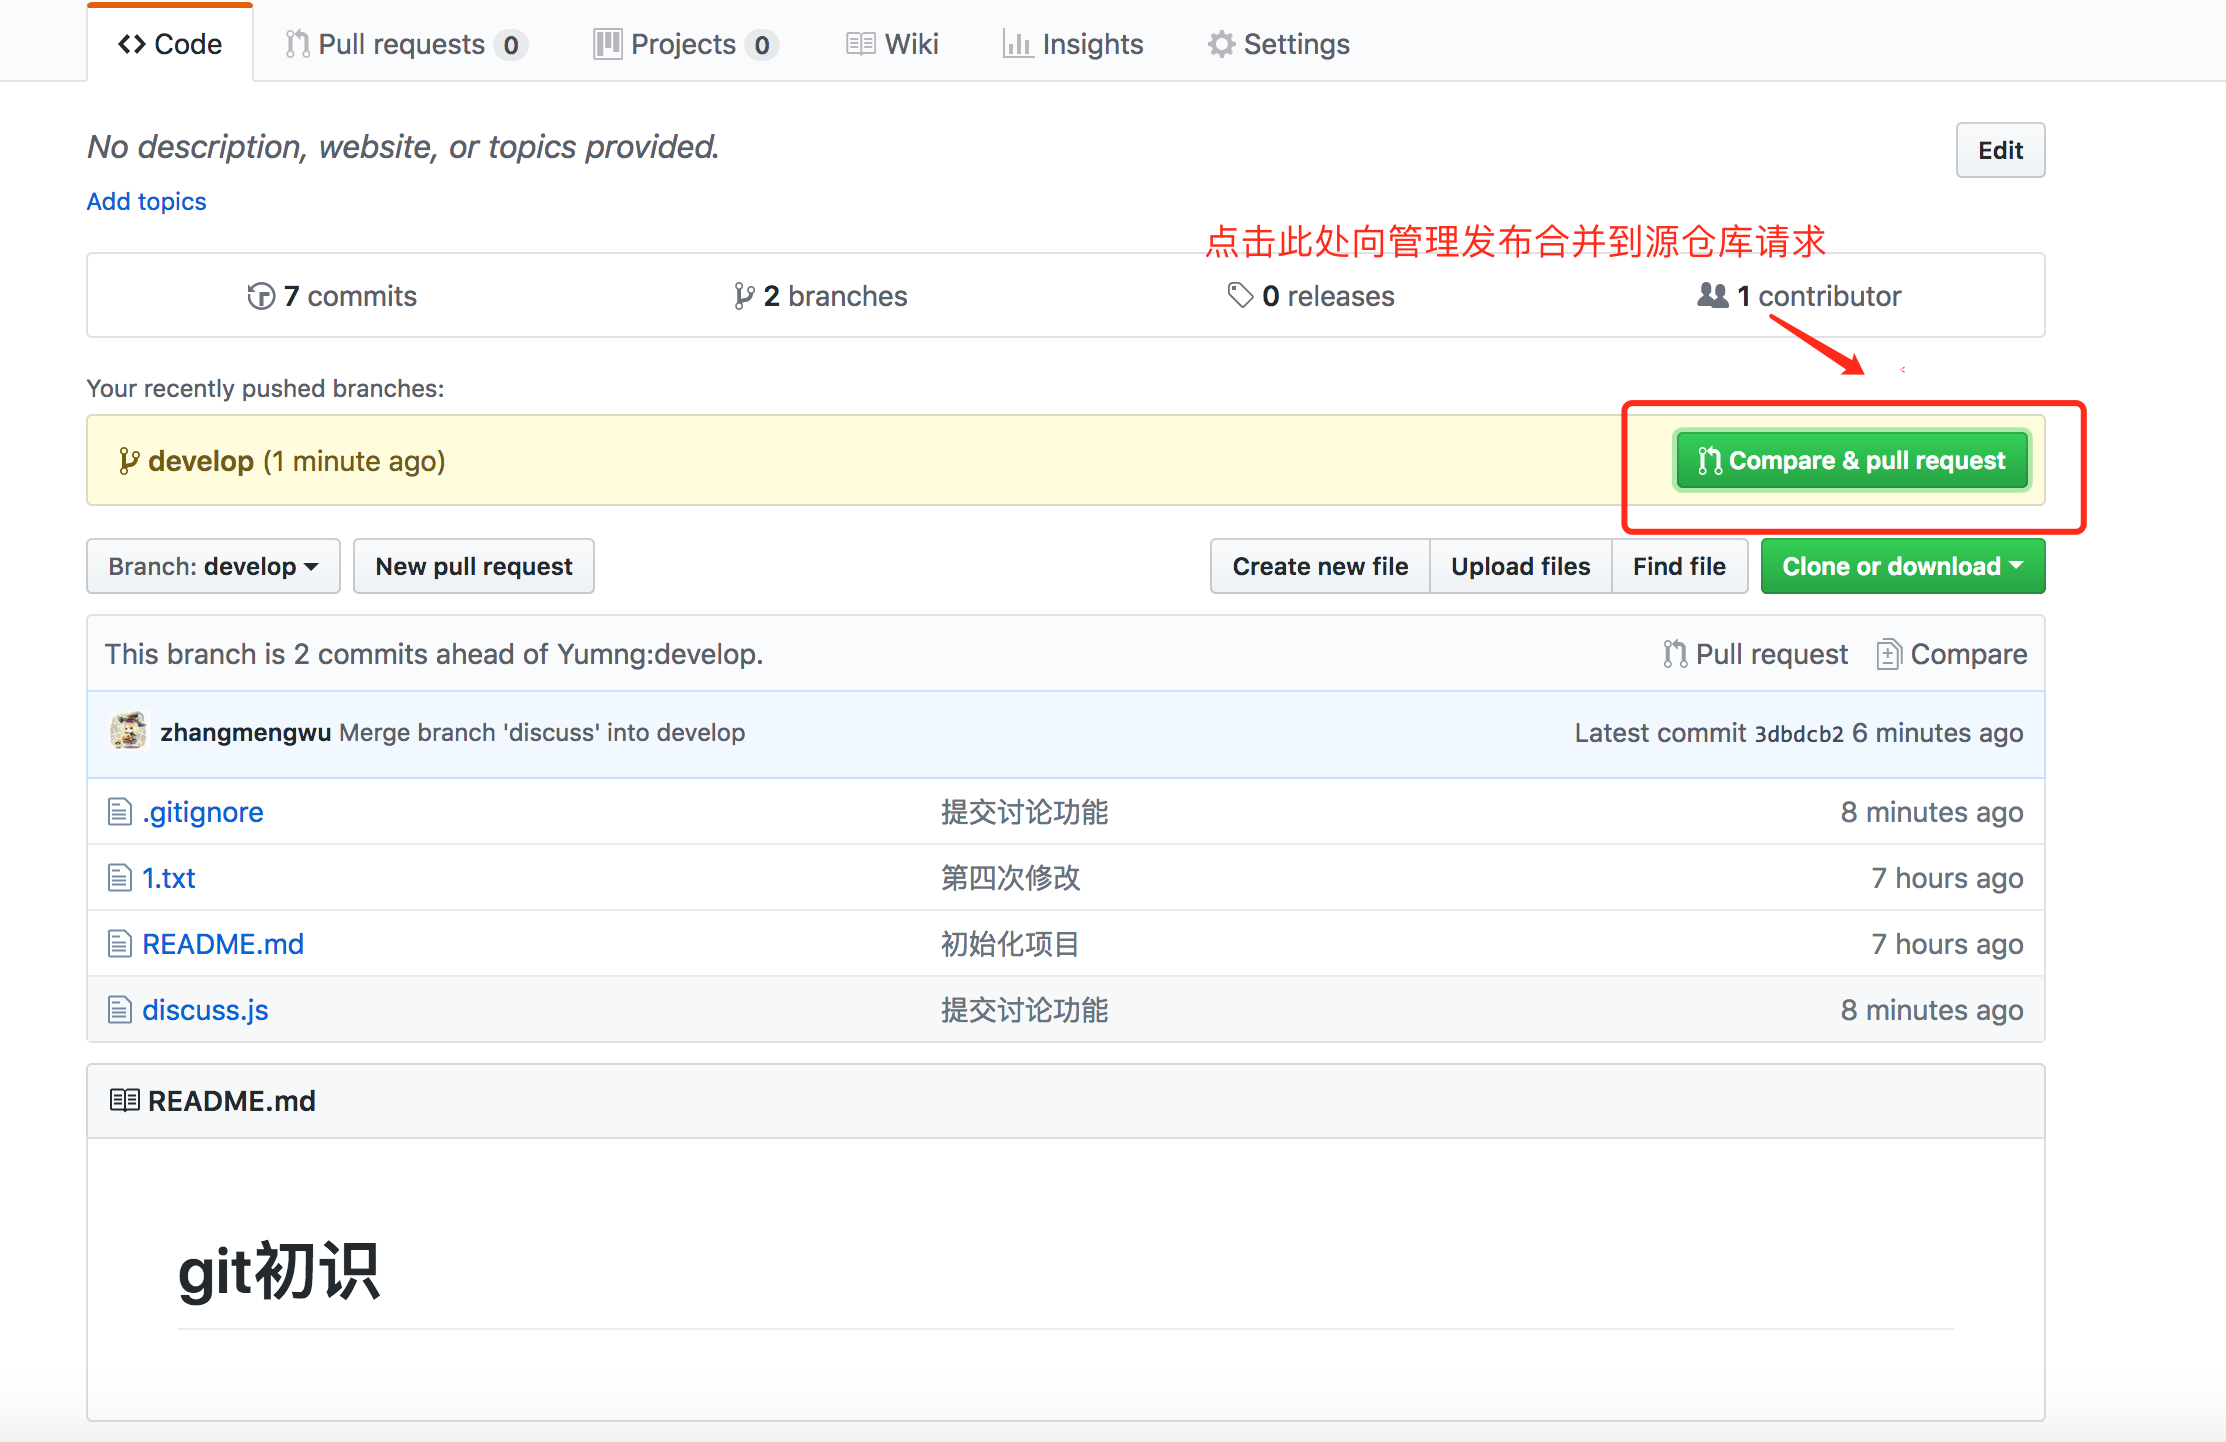 Code Pull requests 0 Projects 0 Wiki Insights Settings
No description, website, or topics provided. Edit
Add topics
点击此处向管理发布合并到源仓库请求
7 commits 2 branches 0 releases 1 contributor
Your recently pushed branches:
develop (1 minute ago) Compare & pull request
Branch: develop New pull request Create new file Upload files Find file Clone or download
This branch is 2 commits ahead of Yumng:develop. Pull request Compare
zhangmengwu Merge branch 'discuss' into develop Latest commit 3dbdcb2 6 minutes ago
.gitignore 提交讨论功能 8 minutes ago
1.txt 第四次修改 7 hours ago
README.md 初始化项目 7 hours ago
discuss.js 提交讨论功能 8 minutes ago
README.md
git初识